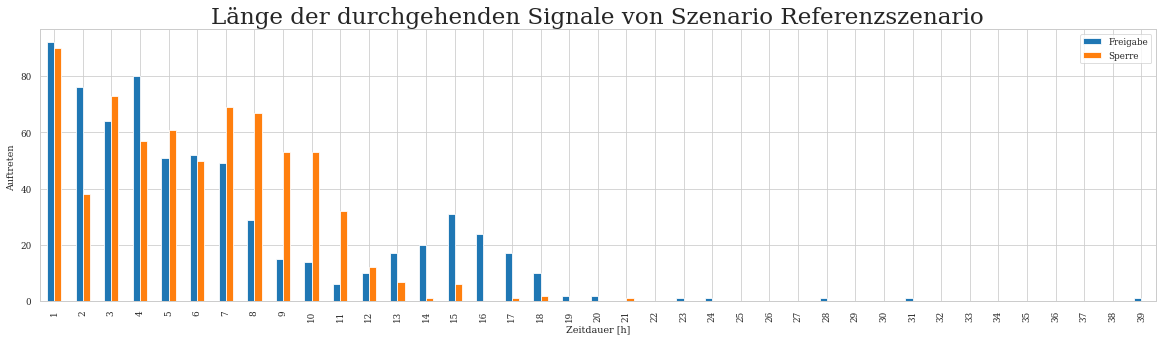 Länge der durchgehenden Signale von Szenario Referenzszenario
Freigabe
Sperre
Auftreten
80
60
40
20
0
1 2 3 4 5 6 7 8 9 10 11 12 13 14 15 16 17 18 19 20 21 22 23 24 25 26 27 28 29 30 31 32 33 34 35 36 37 38 39
Zeitdauer [h]